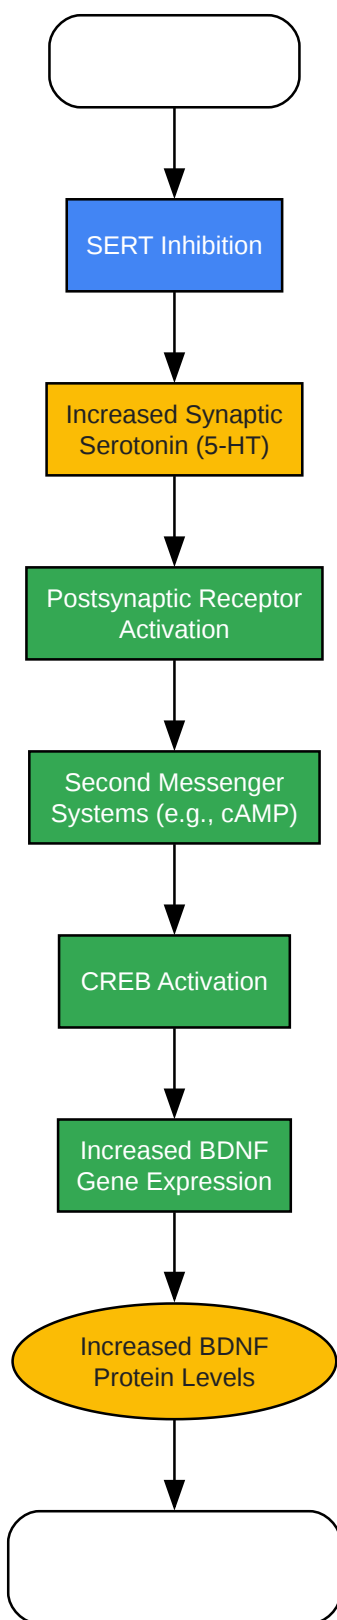 SERT Inhibition
Increased Synaptic
Serotonin (5-HT)
Postsynaptic Receptor
Activation
Second Messenger
Systems (e.g., cAMP)
CREB Activation
Increased BDNF
Gene Expression
Increased BDNF
Protein Levels